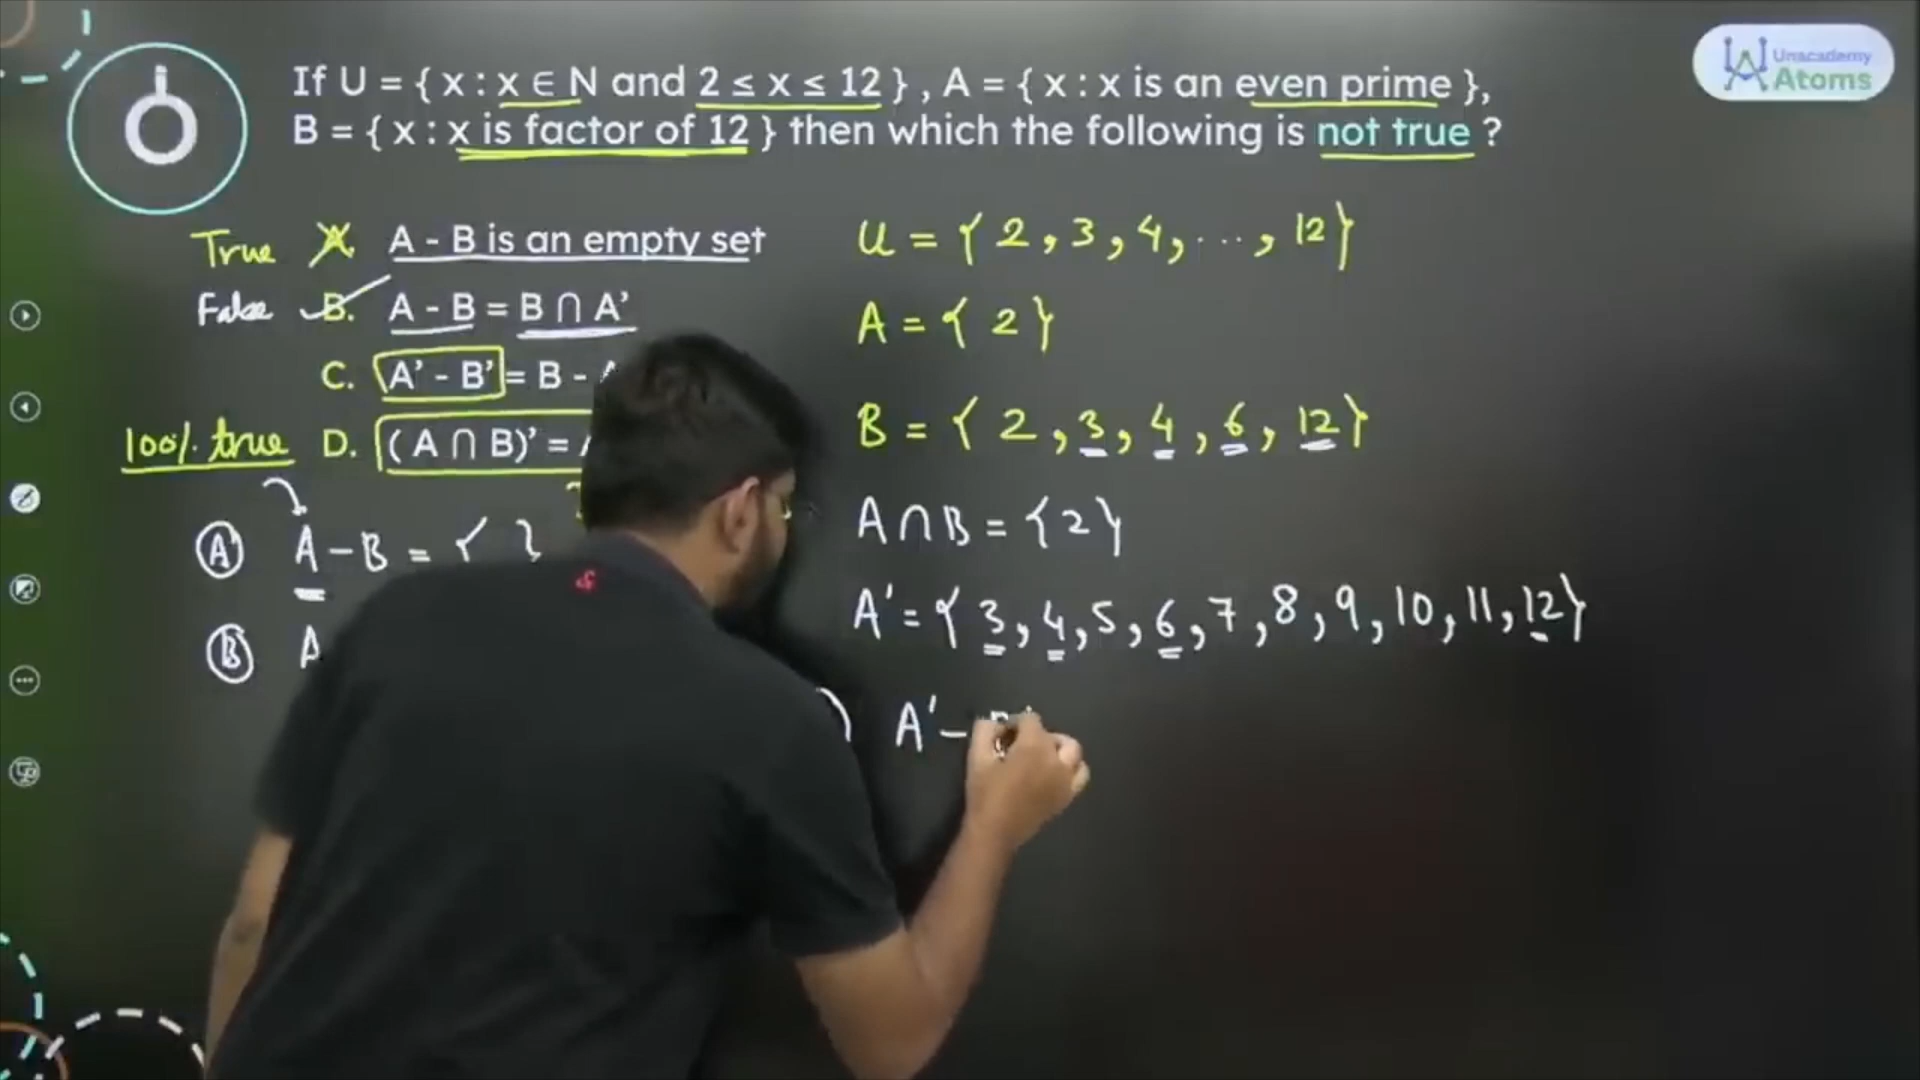 Unacademy
Atoms
If U = { x : x ∈ N and 2 ≤ x ≤ 12 } , A = { x : x is an even prime },
B = { x : x is factor of 12 } then which the following is not true ?
True A. A - B is an empty set
False B. A - B = B ∩ A'
C. A' - B' = B -
100% true D. ( A ∩ B)' =
(A) A - B = { }
(B) A
U = { 2 , 3 , 4 , ... , 12 }
A = { 2 }
B = { 2 , 3 , 4 , 6 , 12 }
A ∩ B = { 2 }
A' = { 3 , 4 , 5 , 6 , 7 , 8 , 9 , 10 , 11 , 12 }
) A' -